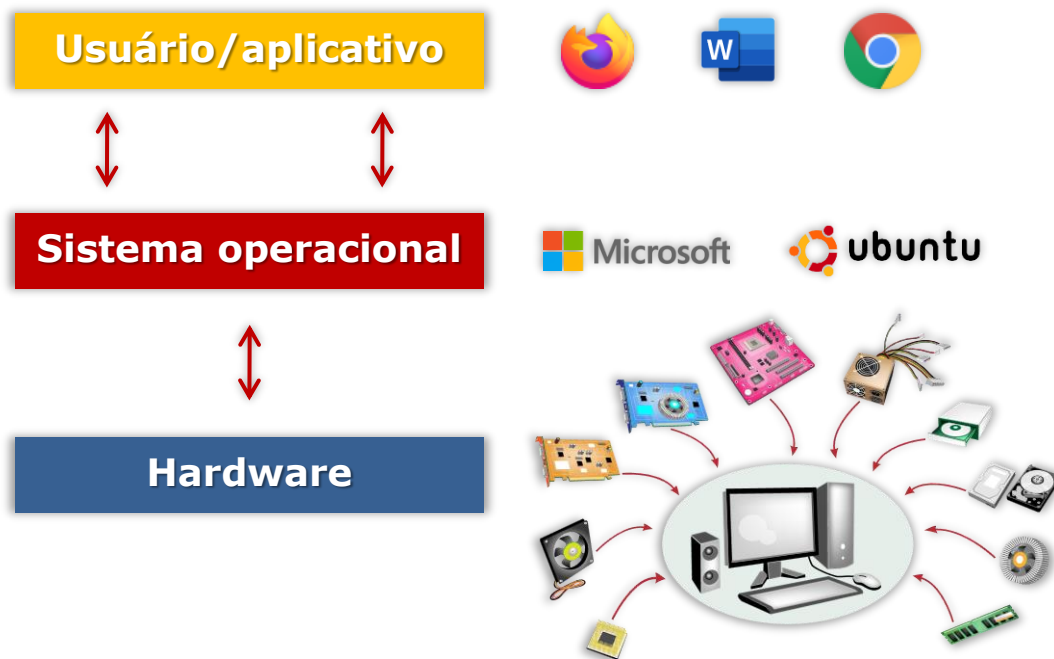 Usuário/aplicativo
W
Sistema operacional
Microsoft
ubuntu
Hardware